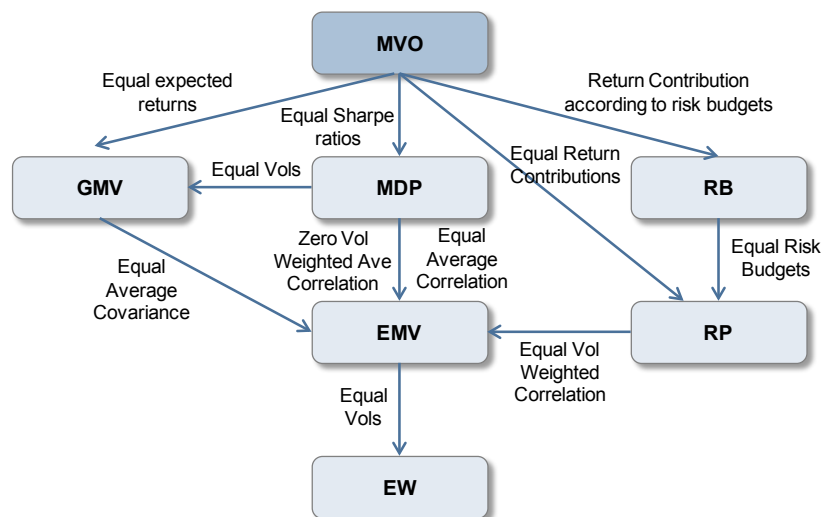 MVO
Equal expected
returns
Return Contribution
according to risk budgets
Equal Sharpe
ratios
Equal Return
Contributions
GMV
Equal Vols
MDP
RB
Equal
Average
Covariance
Zero Vol
Weighted Ave
Correlation
Equal
Average
Correlation
Equal Risk
Budgets
EMV
Equal Vol
Weighted
Correlation
RP
Equal
Vols
EW